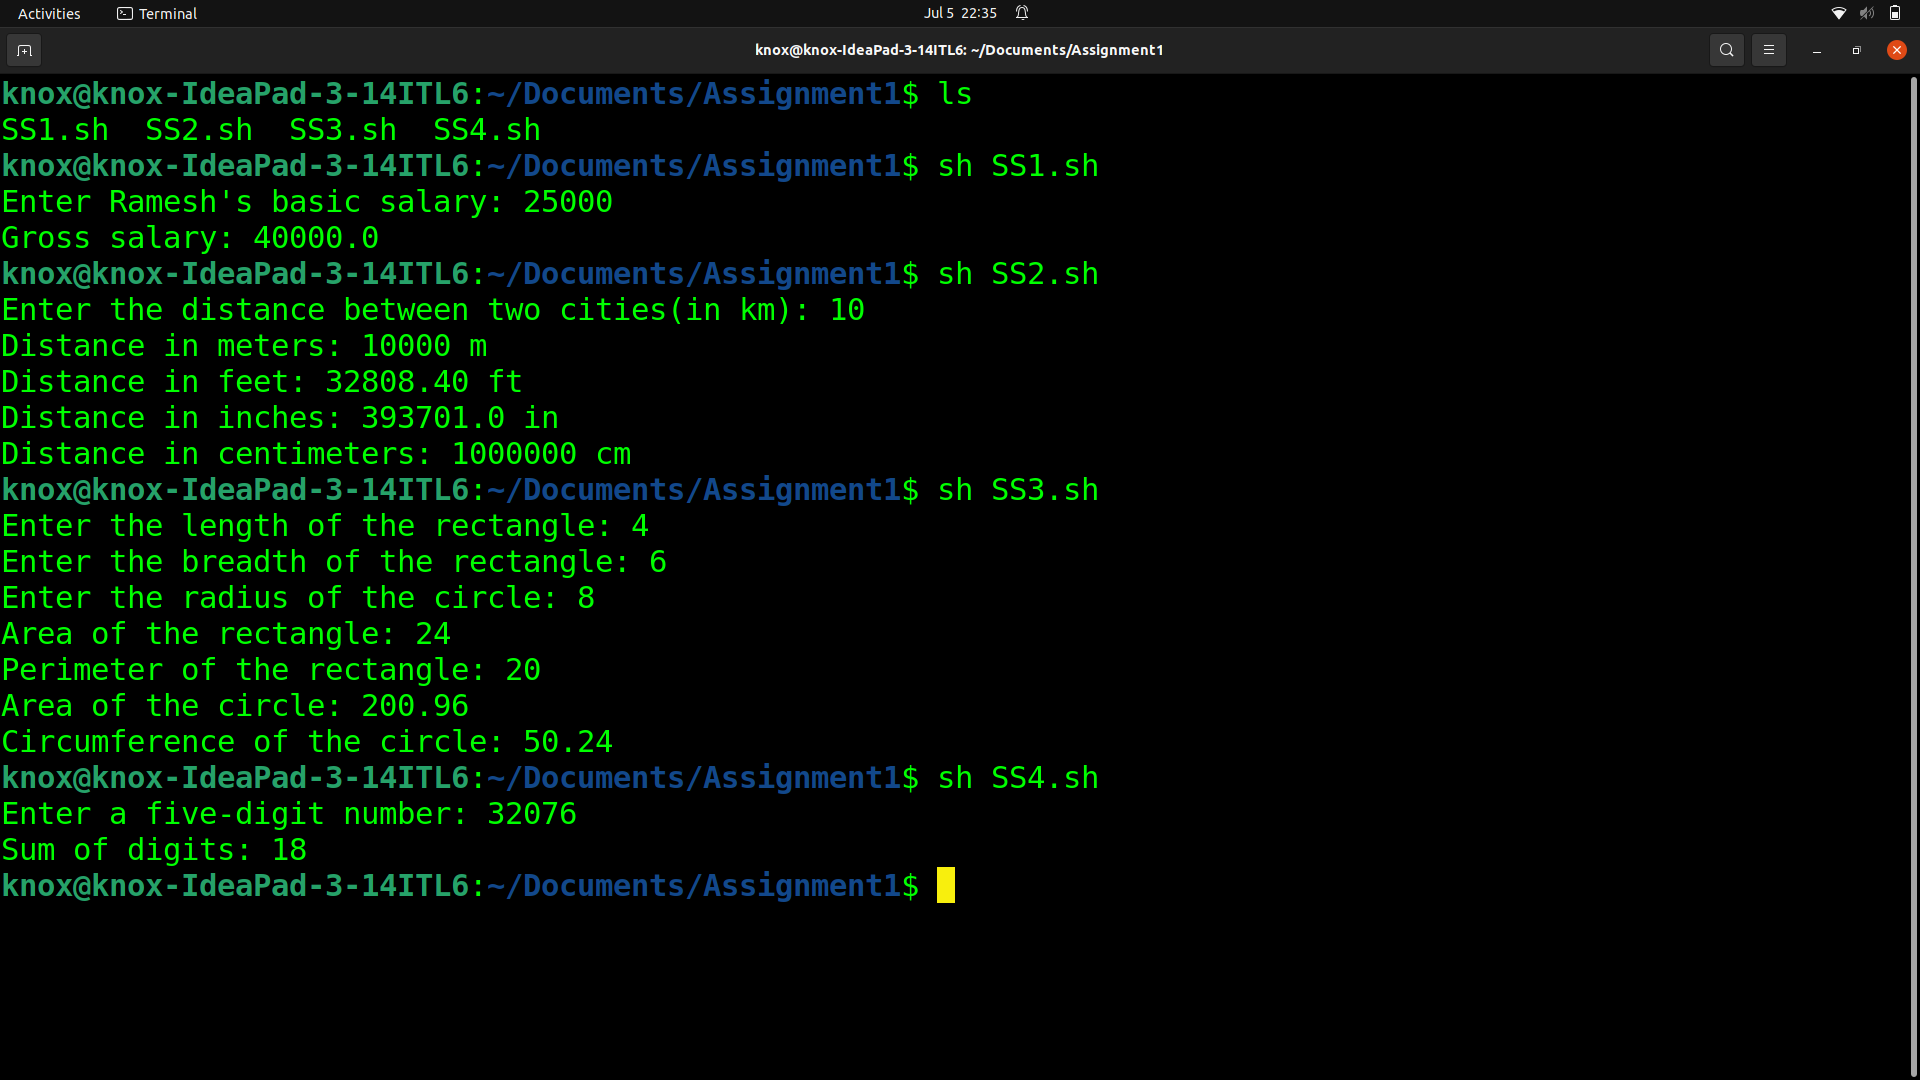 Activities Terminal Jul 5 22:35
knox@knox-IdeaPad-3-14ITL6: ~/Documents/Assignment1
knox@knox-IdeaPad-3-14ITL6:~/Documents/Assignment1$ ls
SS1.sh  SS2.sh  SS3.sh  SS4.sh
knox@knox-IdeaPad-3-14ITL6:~/Documents/Assignment1$ sh SS1.sh
Enter Ramesh's basic salary: 25000
Gross salary: 40000.0
knox@knox-IdeaPad-3-14ITL6:~/Documents/Assignment1$ sh SS2.sh
Enter the distance between two cities(in km): 10
Distance in meters: 10000 m
Distance in feet: 32808.40 ft
Distance in inches: 393701.0 in
Distance in centimeters: 1000000 cm
knox@knox-IdeaPad-3-14ITL6:~/Documents/Assignment1$ sh SS3.sh
Enter the length of the rectangle: 4
Enter the breadth of the rectangle: 6
Enter the radius of the circle: 8
Area of the rectangle: 24
Perimeter of the rectangle: 20
Area of the circle: 200.96
Circumference of the circle: 50.24
knox@knox-IdeaPad-3-14ITL6:~/Documents/Assignment1$ sh SS4.sh
Enter a five-digit number: 32076
Sum of digits: 18
knox@knox-IdeaPad-3-14ITL6:~/Documents/Assignment1$